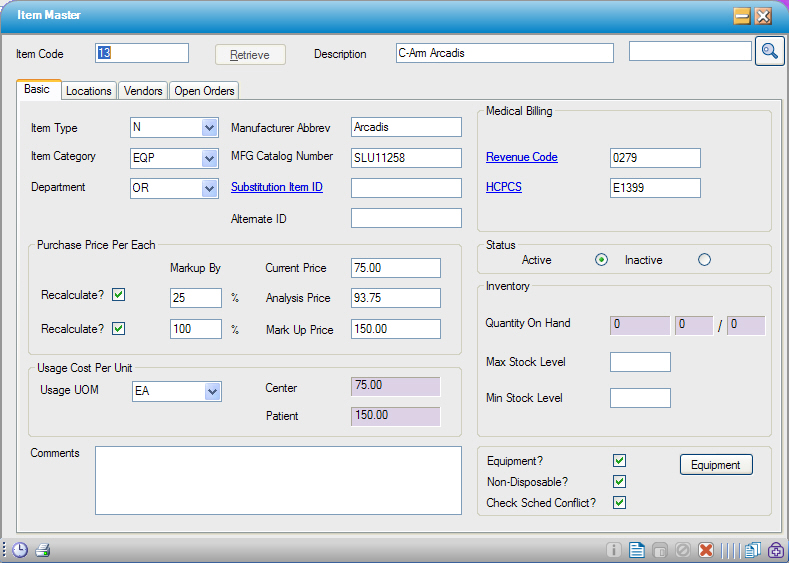 Item Master
Item Code 13 Retrieve Description C-Arm Arcadis
Basic Locations Vendors Open Orders
Item Type N Manufacturer Abbrev Arcadis
Item Category EQP MFG Catalog Number SLU11258
Department OR Substitution Item ID
Alternate ID
Medical Billing
Revenue Code 0279
HCPCS E1399
Purchase Price Per Each
Markup By Current Price 75.00
Recalculate? 25 % Analysis Price 93.75
Recalculate? 100 % Mark Up Price 150.00
Status
Active Inactive
Inventory
Quantity On Hand 0 0 / 0
Max Stock Level
Min Stock Level
Usage Cost Per Unit
Usage UOM EA Center 75.00
Patient 150.00
Comments
Equipment? Equipment
Non-Disposable?
Check Sched Conflict?